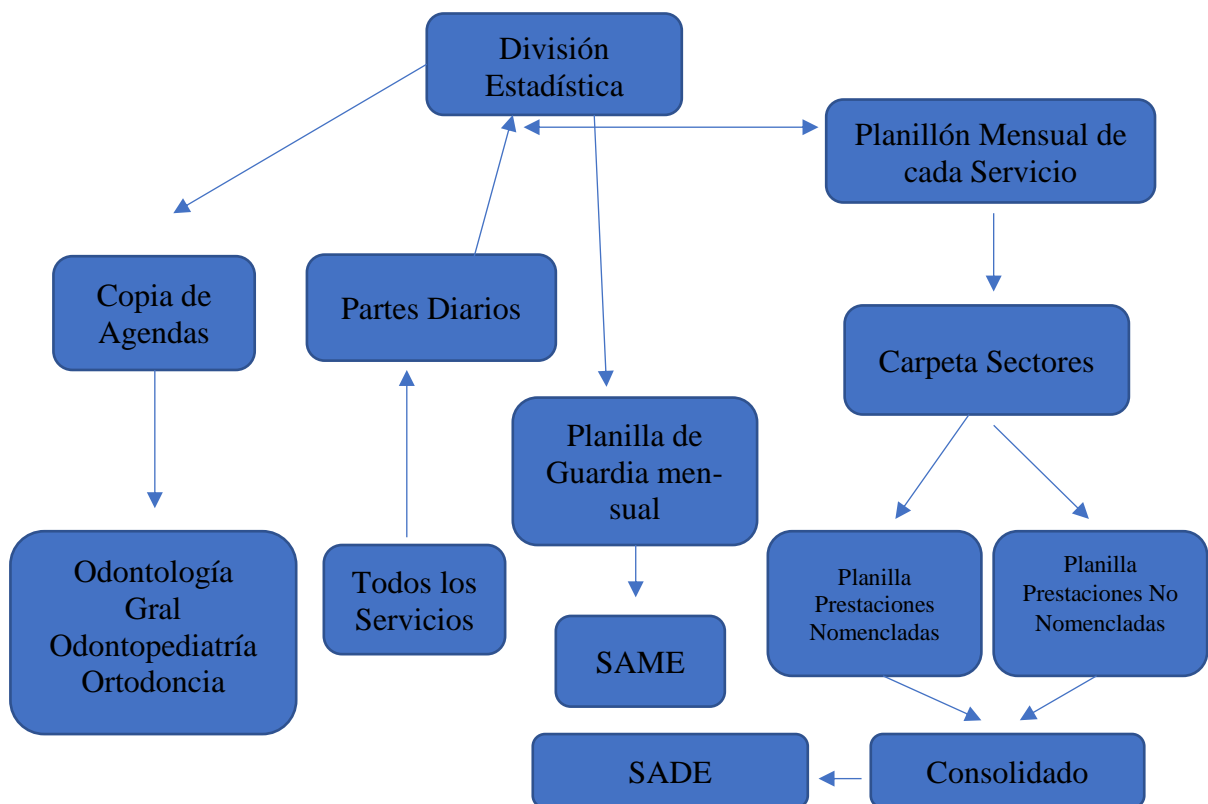 División
Estadística
Planillón Mensual de
cada Servicio
Copia de
Agendas
Partes Diarios
Carpeta Sectores
Planilla de
Guardia men-
sual
Odontología
Gral
Odontopediatría
Ortodoncia
Todos los
Servicios
Planilla
Prestaciones
Nomencladas
Planilla
Prestaciones No
Nomencladas
SAME
SADE
Consolidado